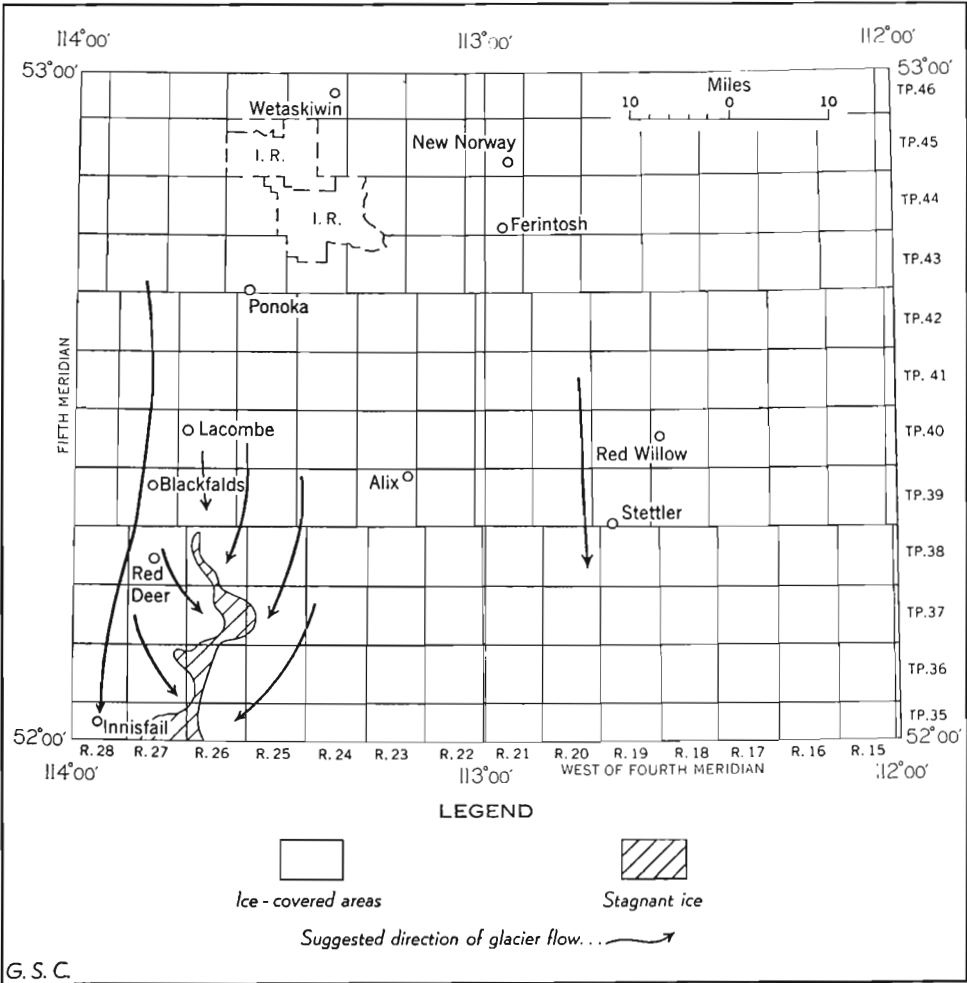 114°00' 113°00' 112°00'
53°00' 53°00'
Miles
10 0 10
TP.46
Wetaskiwin
New Norway
TP.45
I. R.
TP.44
I. R.
Ferintosh
TP.43
Ponoka
TP.42
FIFTH MERIDIAN
TP. 41
Lacombe
TP.40
Red Willow
Blackfalds
Alix
TP.39
Stettler
TP.38
Red
Deer
TP.37
TP.36
TP.35
Innisfail
52°00' 52°00'
R. 28 R. 27 R. 26 R. 25 R. 24 R. 23 R. 22 R. 21 R. 20 R. 19 R. 18 R. 17 R. 16 R. 15
114°00' 113°00' WEST OF FOURTH MERIDIAN 112°00'
LEGEND
Ice-covered areas Stagnant ice
Suggested direction of glacier flow...
G. S. C.